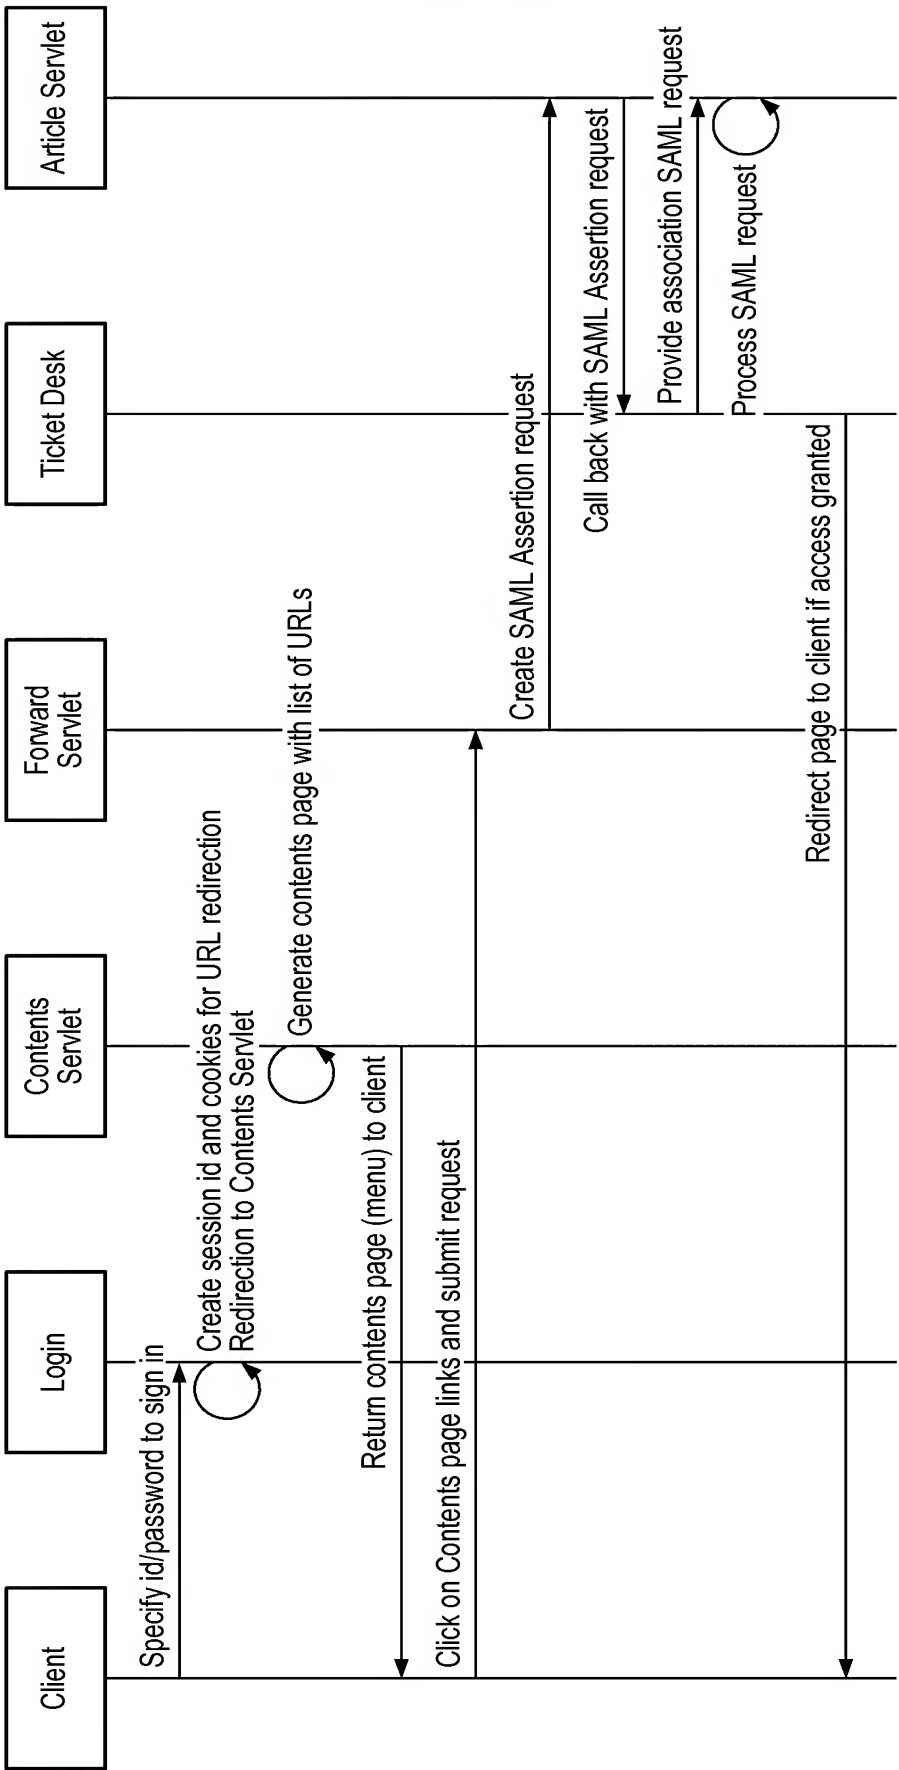 Client
Login
Contents
Servlet
Forward
Servlet
Ticket Desk
Article Servlet
Specify id/password to sign in
Create session id and cookies for URL redirection
Redirection to Contents Servlet
Generate contents page with list of URLs
Return contents page (menu) to client
Click on Contents page links and submit request
Create SAML Assertion request
Call back with SAML Assertion request
Provide association SAML request
Process SAML request
Redirect page to client if access granted